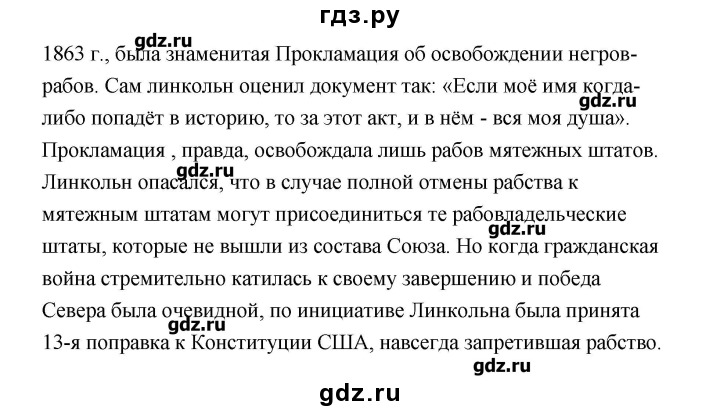 гдз.ру
gdz.ru
1863 г., была знаменитая Прокламация об освобождении негров-
рабов. Сам линкольн оценил документ так: «Если моё имя когда-
gdz.ru
либо попадёт в историю, то за этот акт, и в нём - вся моя душа».
Прокламация , правда, освобождала лишь рабов мятежных штатов.
gdz.ru
Линкольн опасался, что в случае полной отмены рабства к
мятежным штатам могут присоединиться те рабовладельческие
gdz.ru
штаты, которые не вышли из состава Союза. Но когда гражданская
война стремительно катилась к своему завершению и победа
Севера была очевидной, по инициативе Линкольна была принята
gdz.ru
13-я поправка к Конституции США, навсегда запретившая рабство.
gdz.ru
gdz.ru